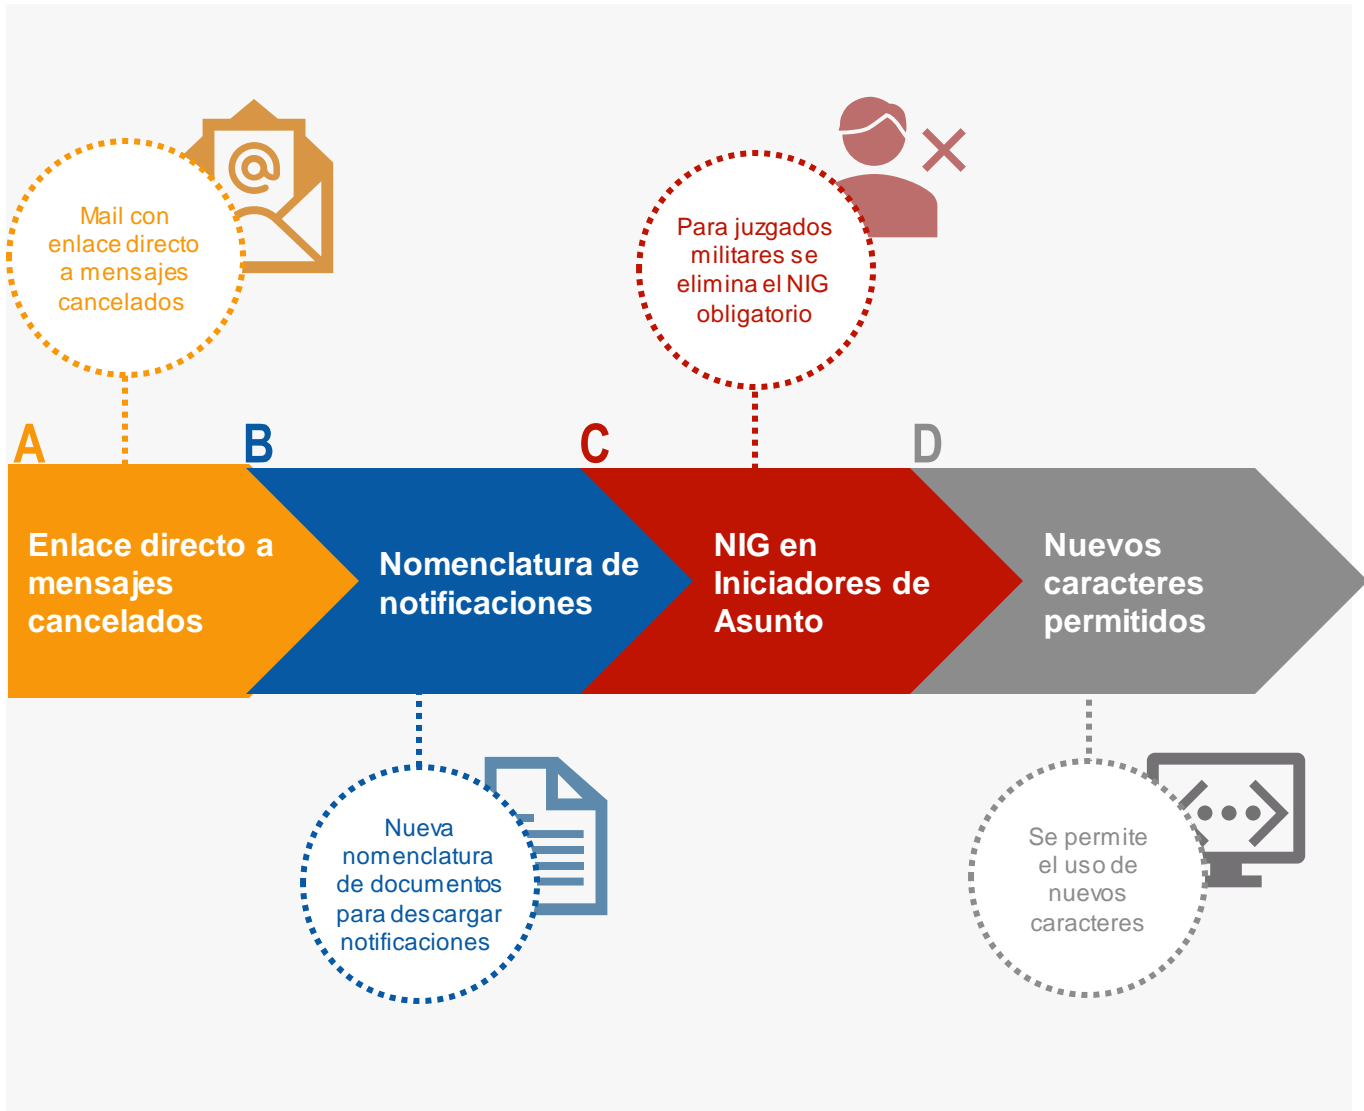 Mail con
enlace directo
a mensajes
cancelados
Para juzgados
militares se
elimina el NIG
obligatorio
A
B
C
D
Enlace directo a
mensajes
cancelados
Nomenclatura de
notificaciones
NIG en
Iniciadores de
Asunto
Nuevos
caracteres
permitidos
Nueva
nomenclatura
de documentos
para descargar
notificaciones
Se permite
el uso de
nuevos
caracteres